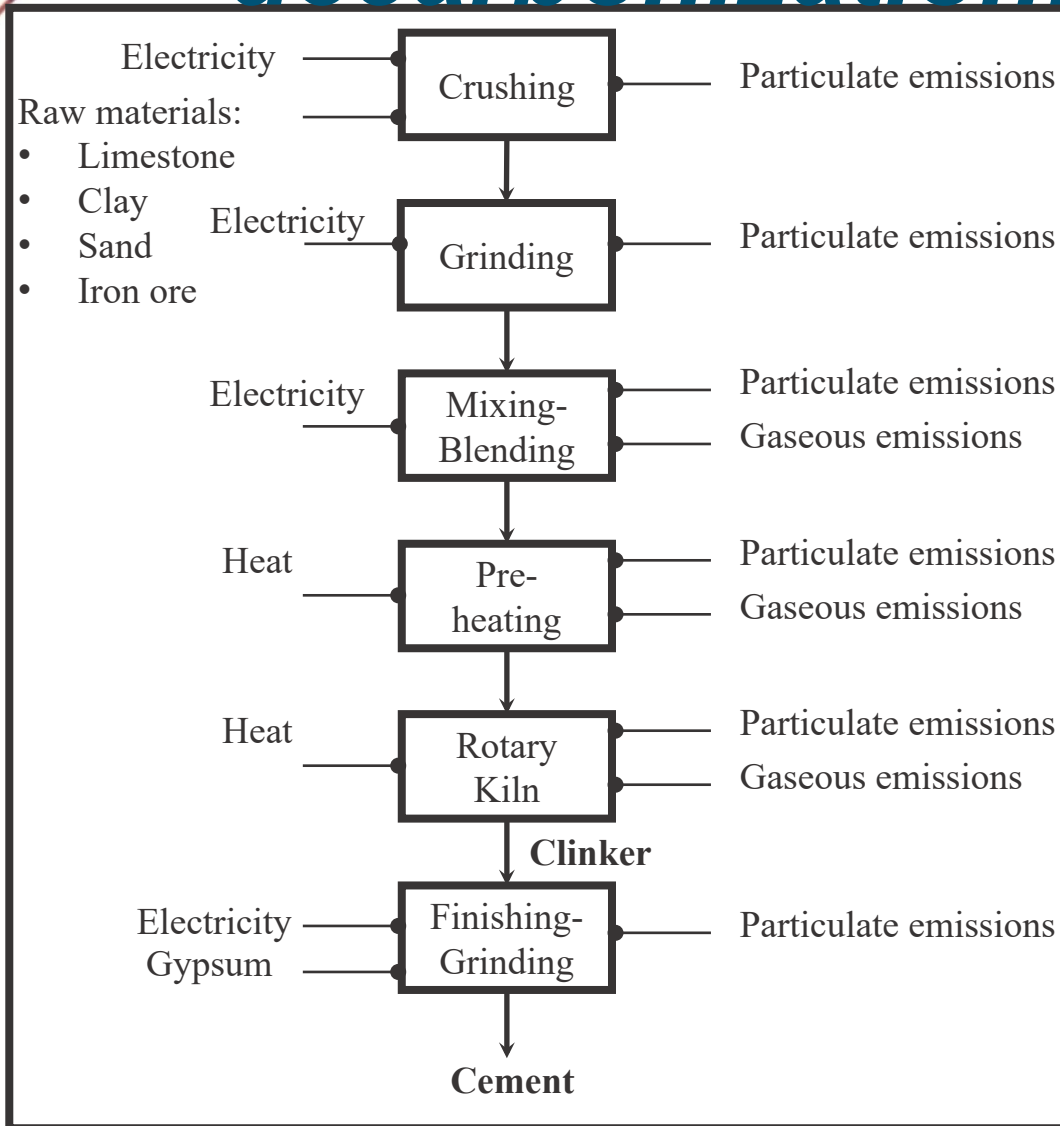 Electricity
Crushing
Particulate emissions
Raw materials:
• Limestone
• Clay
• Sand
• Iron ore
Electricity
Grinding
Particulate emissions
Electricity
Mixing-
Blending
Particulate emissions
Gaseous emissions
Heat
Pre-
heating
Particulate emissions
Gaseous emissions
Heat
Rotary
Kiln
Particulate emissions
Gaseous emissions
Clinker
Electricity
Gypsum
Finishing-
Grinding
Particulate emissions
Cement